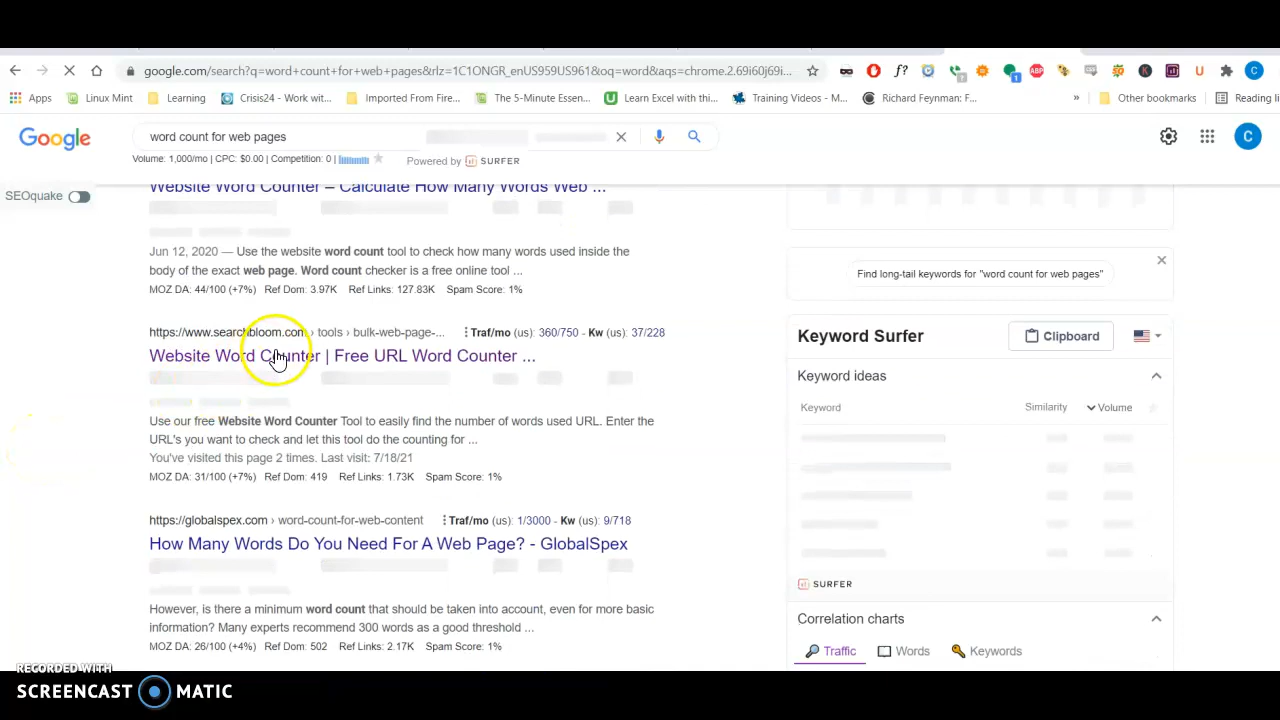 google.com/search?q=word+count+for+web+pages&rlz=1C1ONGR_enUS959US961&oq=word&aqs=chrome.2.69i60j69i...
f?
ABP
K
U
C
Apps
Linux Mint
Learning
Crisis24 - Work wit...
Imported From Fire...
The 5-Minute Essen...
Learn Excel with thi...
Training Videos - M...
Richard Feynman: F...
»
Other bookmarks
Reading li
Google
word count for web pages
C
Volume: 1,000/mo | CPC: $0.00 | Competition: 0 |
Powered by SURFER
SEOquake
Website Word Counter – Calculate How Many Words Web ...
Jun 12, 2020 — Use the website word count tool to check how many words used inside the
body of the exact web page. Word count checker is a free online tool ...
MOZ DA: 44/100 (+7%) Ref Dom: 3.97K Ref Links: 127.83K Spam Score: 1%
https://www.searchbloom.com › tools › bulk-web-page-... Traf/mo (us): 360/750 - Kw (us): 37/228
Website Word Counter | Free URL Word Counter ...
Use our free Website Word Counter Tool to easily find the number of words used URL. Enter the
URL's you want to check and let this tool do the counting for ...
You've visited this page 2 times. Last visit: 7/18/21
MOZ DA: 31/100 (+7%) Ref Dom: 419 Ref Links: 1.73K Spam Score: 1%
https://globalspex.com › word-count-for-web-content Traf/mo (us): 1/3000 - Kw (us): 9/718
How Many Words Do You Need For A Web Page? - GlobalSpex
However, is there a minimum word count that should be taken into account, even for more basic
information? Many experts recommend 300 words as a good threshold ...
MOZ DA: 26/100 (+4%) Ref Dom: 502 Ref Links: 2.17K Spam Score: 1%
Find long-tail keywords for "word count for web pages"
Keyword Surfer
Clipboard
Keyword ideas
Keyword Similarity Volume
SURFER
Correlation charts
Traffic Words Keywords
RECORDED WITH
SCREENCAST MATIC